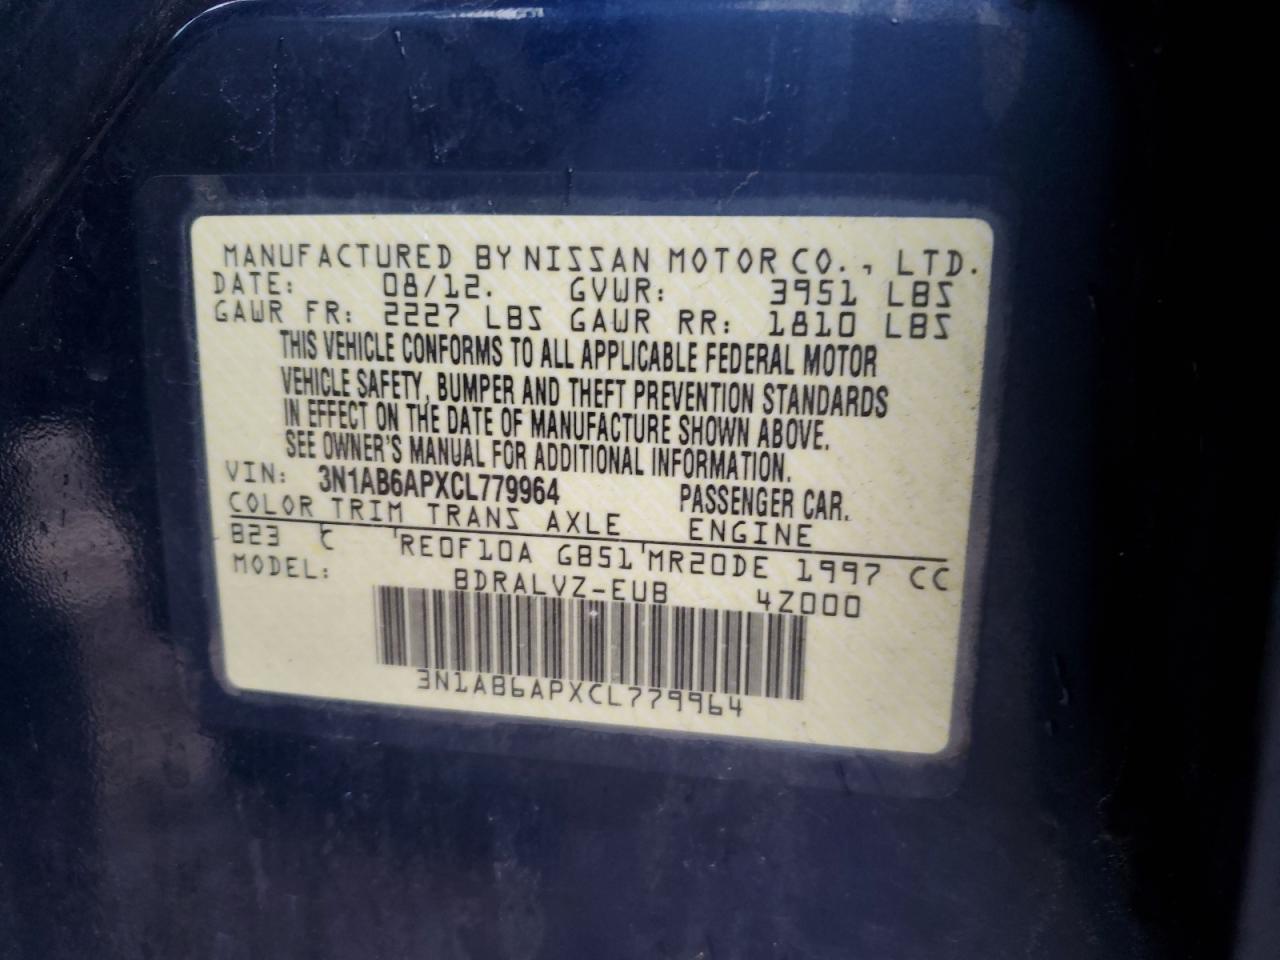 MANUFACTURED BY NISSAN MOTOR CO., LTD.
DATE: 08/12. GVWR: 3951 LBS
GAWR FR: 2227 LBS GAWR RR: 1810 LBS
THIS VEHICLE CONFORMS TO ALL APPLICABLE FEDERAL MOTOR
VEHICLE SAFETY, BUMPER AND THEFT PREVENTION STANDARDS
IN EFFECT ON THE DATE OF MANUFACTURE SHOWN ABOVE.
SEE OWNER'S MANUAL FOR ADDITIONAL INFORMATION.
VIN: 3N1AB6APXCL779964 PASSENGER CAR.
COLOR TRIM TRANS AXLE ENGINE
B23 C RE0F10A GB51 MR20DE 1997 CC
MODEL: BDRALVZ-EUB 4Z000
3N1AB6APXCL779964